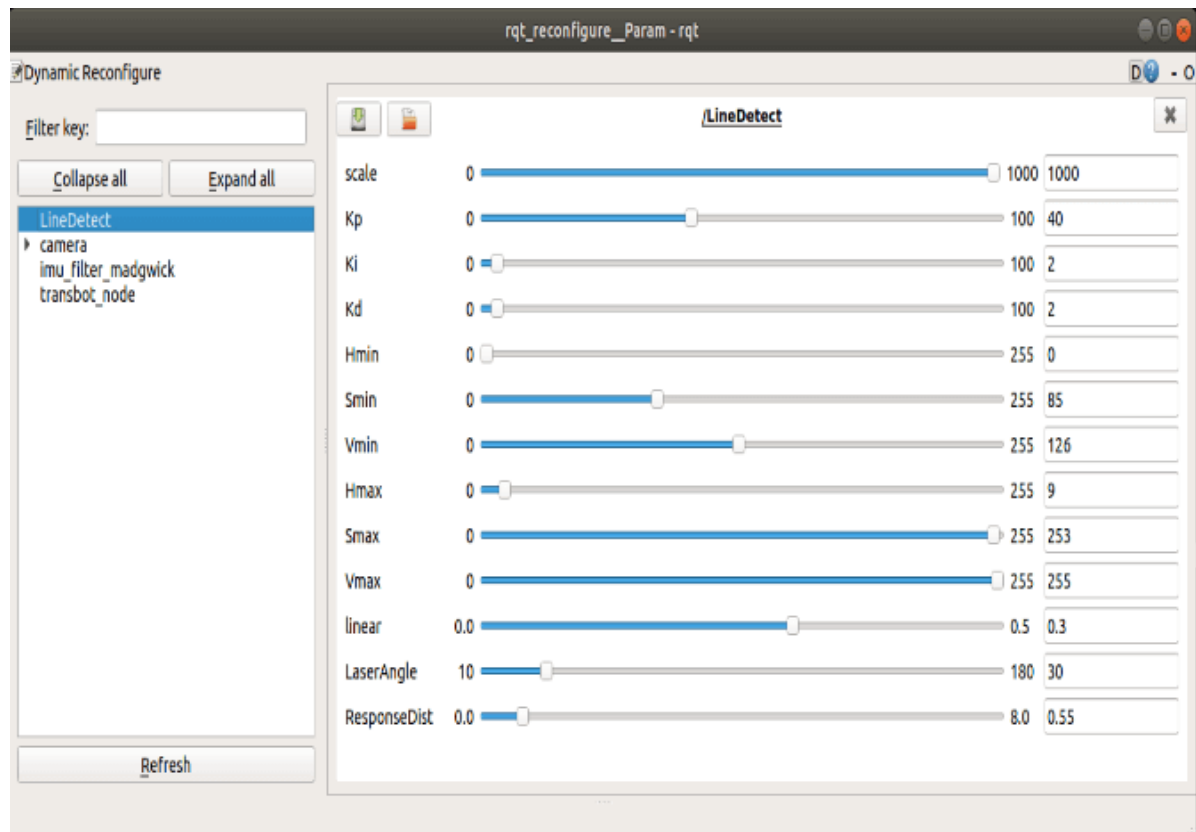 rqt_reconfigure__Param - rqt
Dynamic Reconfigure
D - O
Filter key:
Collapse all Expand all
LineDetect
camera
imu_filter_madgwick
transbot_node
Refresh
/LineDetect
scale 0 1000 1000
Kp 0 100 40
Ki 0 100 2
Kd 0 100 2
Hmin 0 255 0
Smin 0 255 85
Vmin 0 255 126
Hmax 0 255 9
Smax 0 255 253
Vmax 0 255 255
linear 0.0 0.5 0.3
LaserAngle 10 180 30
ResponseDist 0.0 8.0 0.55